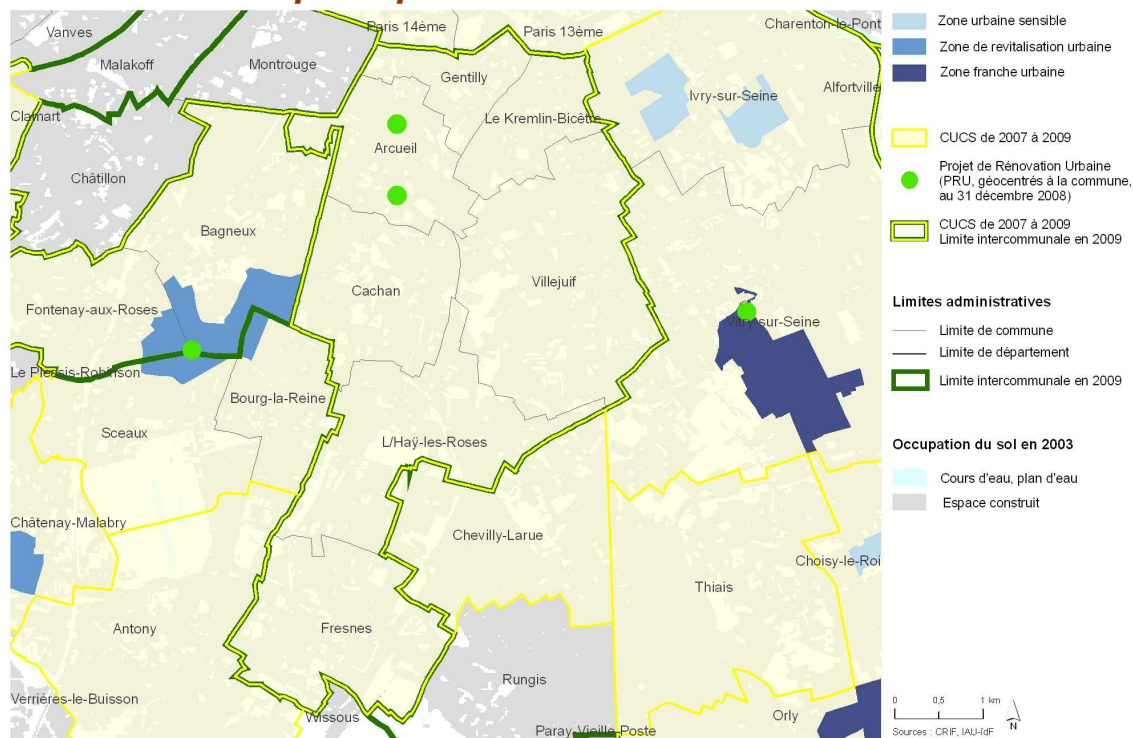 Vanves
Paris 14ème
Paris 13ème
Charenton-le-Pont
Malakoff
Montrouge
Gentilly
Ivry-sur-Seine
Alfortville
Clamart
Le Kremlin-Bicêtre
Arcueil
Châtillon
Bagneux
Cachan
Villejuif
Fontenay-aux-Roses
Vitry-sur-Seine
Le Plessis-Robinson
Bourg-la-Reine
Sceaux
L/Haÿ-les-Roses
Châtenay-Malabry
Chevilly-Larue
Choisy-le-Roi
Thiais
Antony
Fresnes
Rungis
Verrières-le-Buisson
Wissous
Orly
Paray-Vieille-Poste
Zone urbaine sensible
Zone de revitalisation urbaine
Zone franche urbaine
CUCS de 2007 à 2009
Projet de Rénovation Urbaine
(PRU, géocentrés à la commune,
au 31 décembre 2008)
CUCS de 2007 à 2009
Limite intercommunale en 2009
Limites administratives
Limite de commune
Limite de département
Limite intercommunale en 2009
Occupation du sol en 2003
Cours d'eau, plan d'eau
Espace construit
0 0,5 1 km
N
Sources : CRIF, IAU-IdF